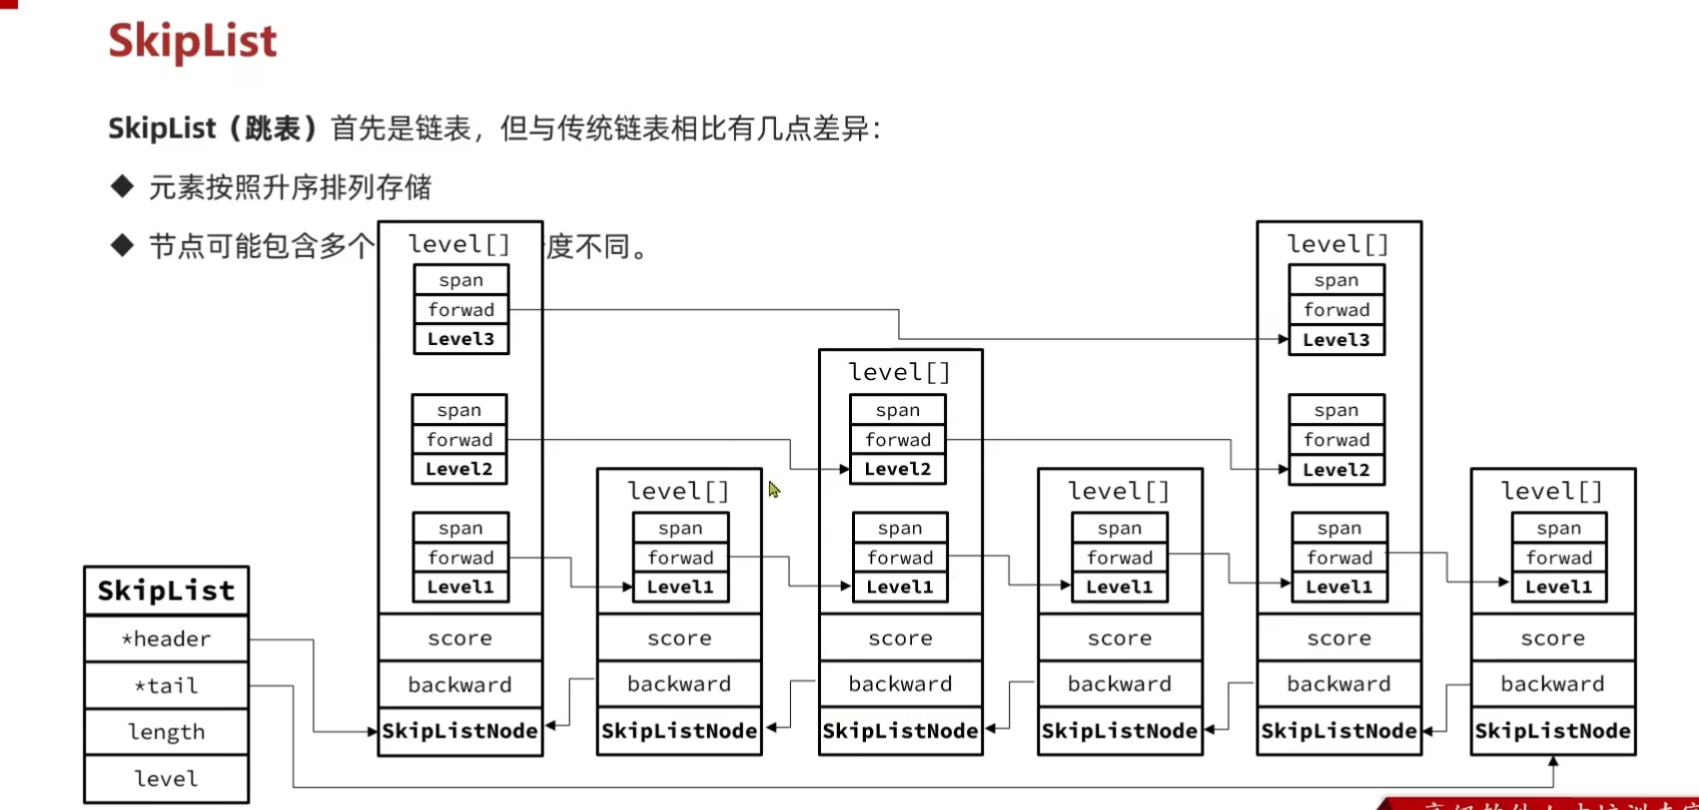 SkipList
SkipList（跳表）首先是链表，但与传统链表相比有几点差异：
◆ 元素按照升序排列存储
◆ 节点可能包含多个
度不同。
level[]
span
forwad
Level3
span
forwad
Level2
span
forwad
Level1
score
backward
SkipListNode
level[]
span
forwad
Level1
score
backward
SkipListNode
level[]
span
forwad
Level2
span
forwad
Level1
score
backward
SkipListNode
level[]
span
forwad
Level1
score
backward
SkipListNode
level[]
span
forwad
Level3
span
forwad
Level2
span
forwad
Level1
score
backward
SkipListNode
level[]
span
forwad
Level1
score
backward
SkipListNode
SkipList
*header
*tail
length
level